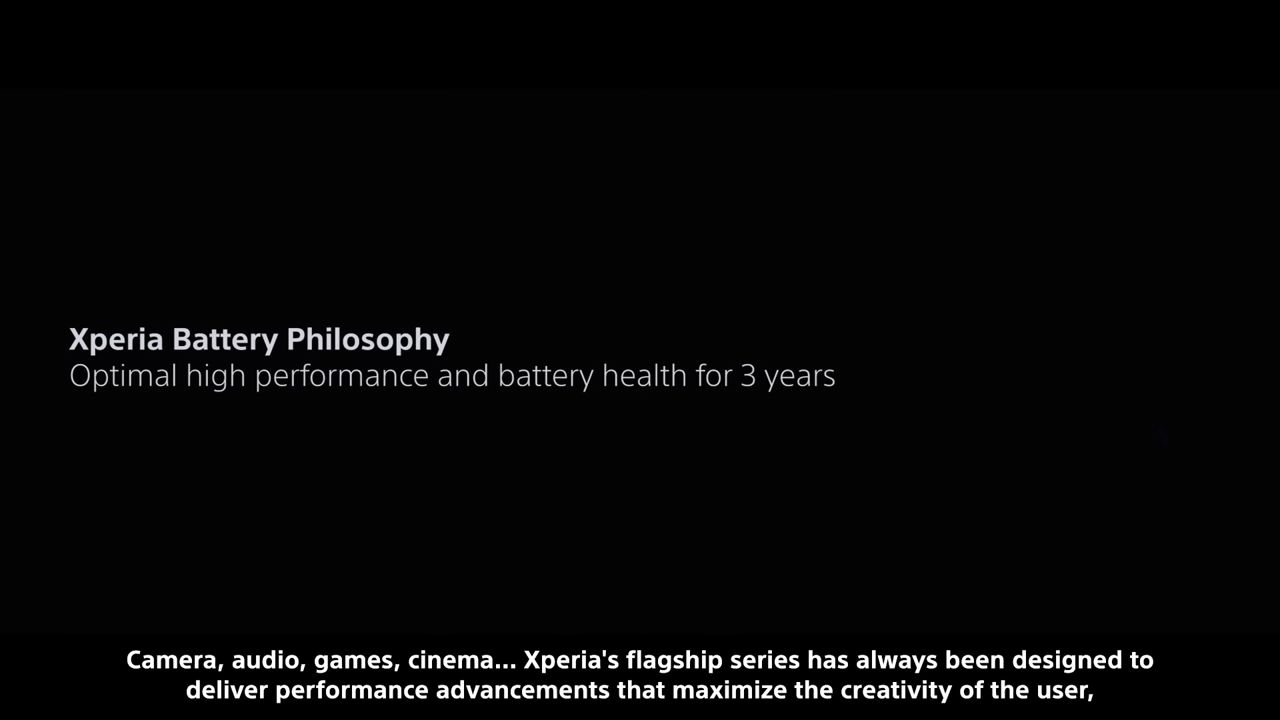 Xperia Battery Philosophy
Optimal high performance and battery health for 3 years
Camera, audio, games, cinema... Xperia's flagship series has always been designed to
deliver performance advancements that maximize the creativity of the user,